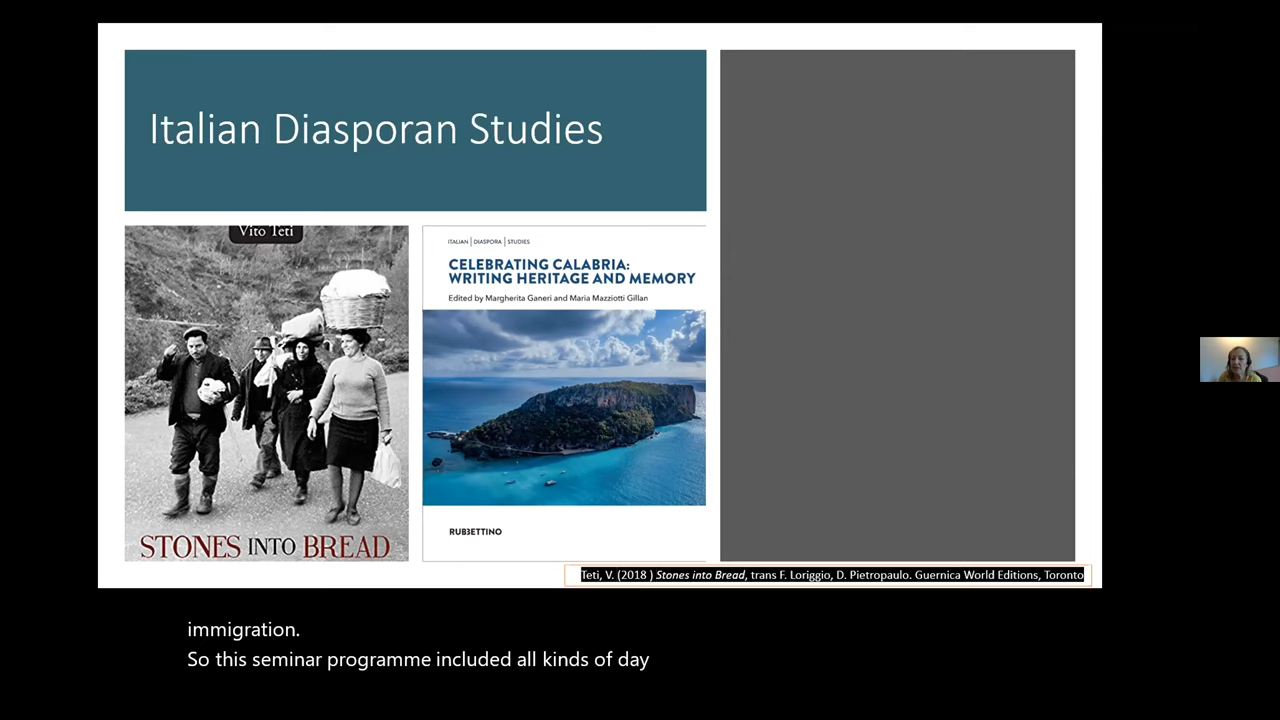 Italian Diasporan Studies
Vito Teti
STONES INTO BREAD
ITALIAN | DIASPORA | STUDIES
CELEBRATING CALABRIA:
WRITING HERITAGE AND MEMORY
Edited by Margherita Ganeri and Maria Mazziotti Gillan
RUBBETTINO
Teti, V. (2018 ) Stones into Bread, trans F. Loriggio, D. Pietropaulo. Guernica World Editions, Toronto
immigration.
So this seminar programme included all kinds of day